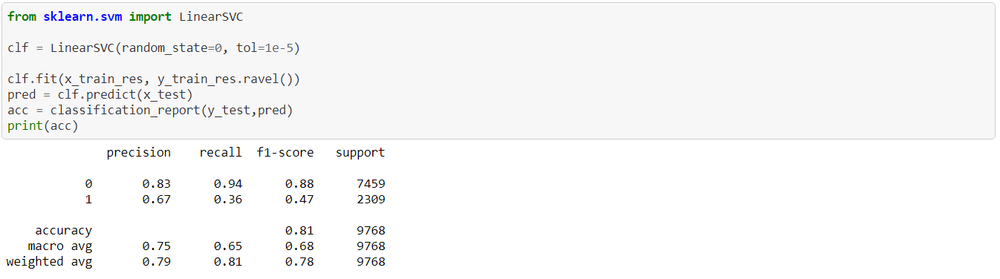 from sklearn.svm import LinearSVC
clf = LinearSVC(random_state=0, tol=1e-5)
clf.fit(x_train_res, y_train_res.ravel())
pred = clf.predict(x_test)
acc = classification_report(y_test,pred)
print(acc)
precision recall f1-score support
0 0.83 0.94 0.88 7459
1 0.67 0.36 0.47 2309
accuracy 0.81 9768
macro avg 0.75 0.65 0.68 9768
weighted avg 0.79 0.81 0.78 9768